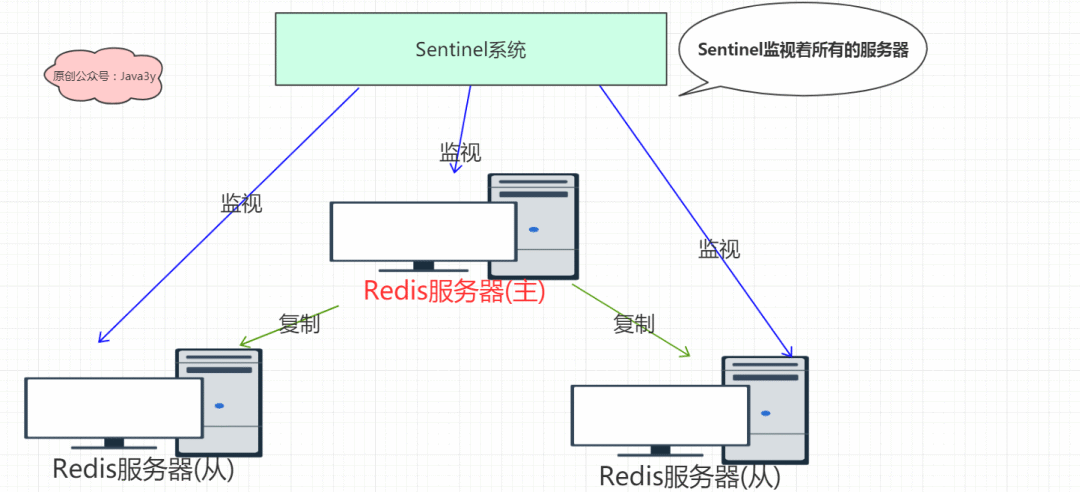 Sentinel系统
Sentinel监视着所有的服务器
原创公众号：Java3y
监视
监视
监视
Redis服务器(主)
复制
复制
Redis服务器(从)
Redis服务器(从)